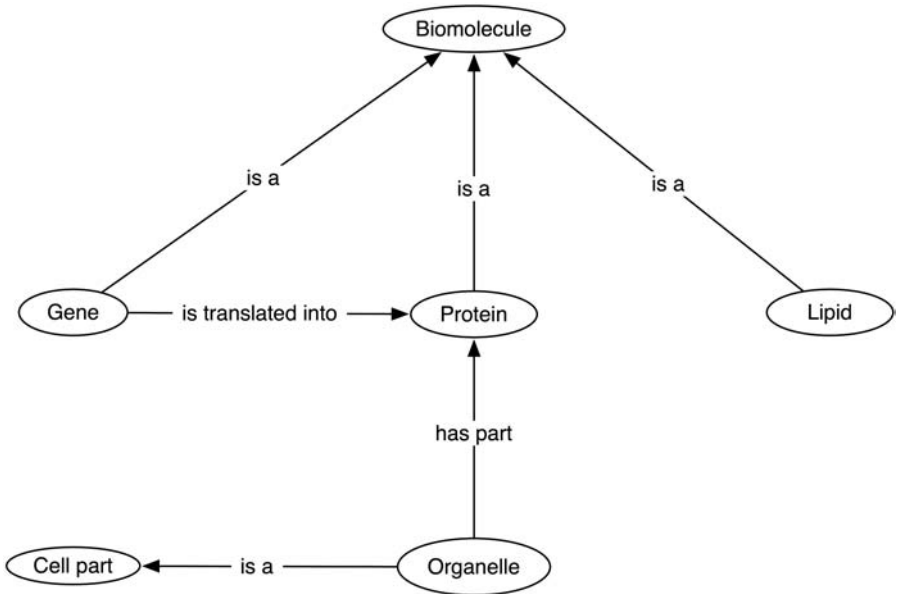 Biomolecule
is a
is a
is a
Gene
is translated into
Protein
Lipid
has part
Cell part
is a
Organelle